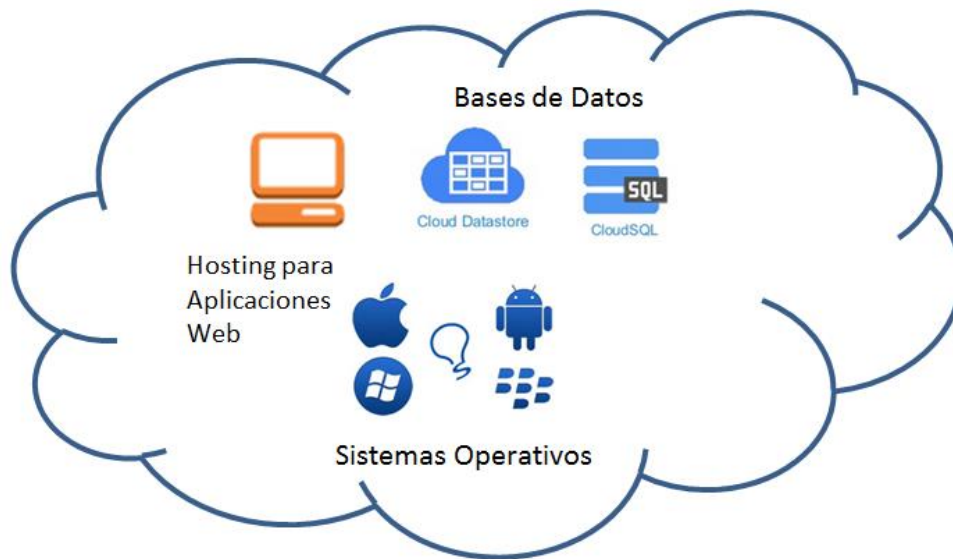 Bases de Datos
SQL
Cloud Datastore
CloudSQL
Hosting para
Aplicaciones
Web
Sistemas Operativos